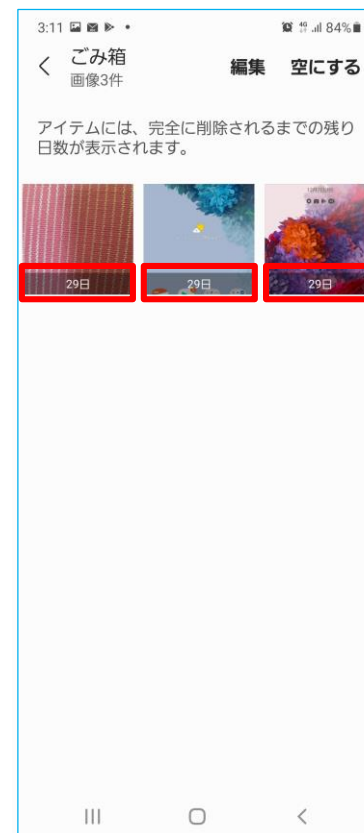 3:11 84%
ごみ箱
画像3件
編集 空にする
アイテムには、完全に削除されるまでの残り
日数が表示されます。
29日 29日 29日